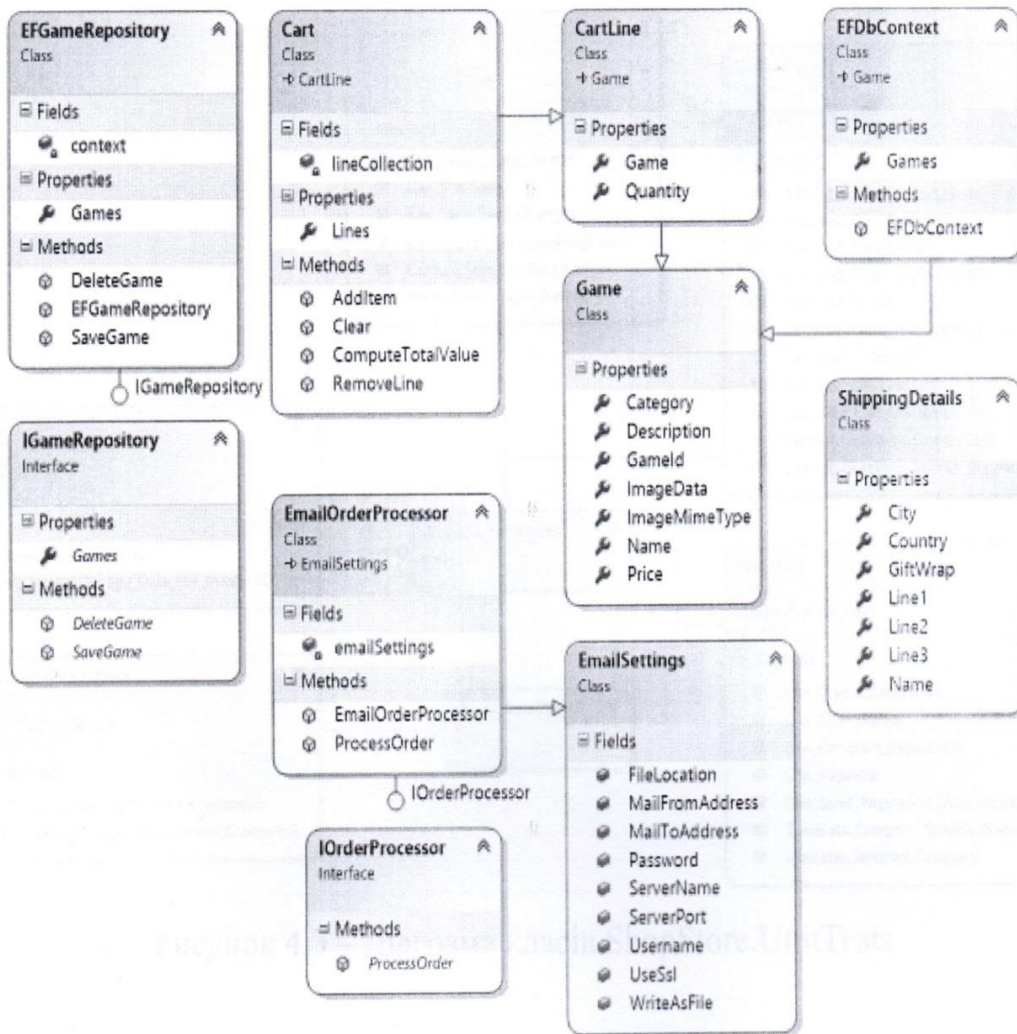 EFGameRepository
Class
Fields
context
Properties
Games
Methods
DeleteGame
EFGameRepository
SaveGame
IGameRepository
IGameRepository
Interface
Properties
Games
Methods
DeleteGame
SaveGame
Cart
Class
CartLine
Fields
lineCollection
Properties
Lines
Methods
AddItem
Clear
ComputeTotalValue
RemoveLine
CartLine
Class
Game
Properties
Game
Quantity
EFDbContext
Class
Game
Properties
Games
Methods
EFDbContext
Game
Class
Properties
Category
Description
GameId
ImageData
ImageMimeType
Name
Price
ShippingDetails
Class
Properties
City
Country
GiftWrap
Line1
Line2
Line3
Name
EmailOrderProcessor
Class
EmailSettings
Fields
emailSettings
Methods
EmailOrderProcessor
ProcessOrder
IOrderProcessor
IOrderProcessor
Interface
Methods
ProcessOrder
EmailSettings
Class
Fields
FileLocation
MailFromAddress
MailToAddress
Password
ServerName
ServerPort
Username
UseSsl
WriteAsFile